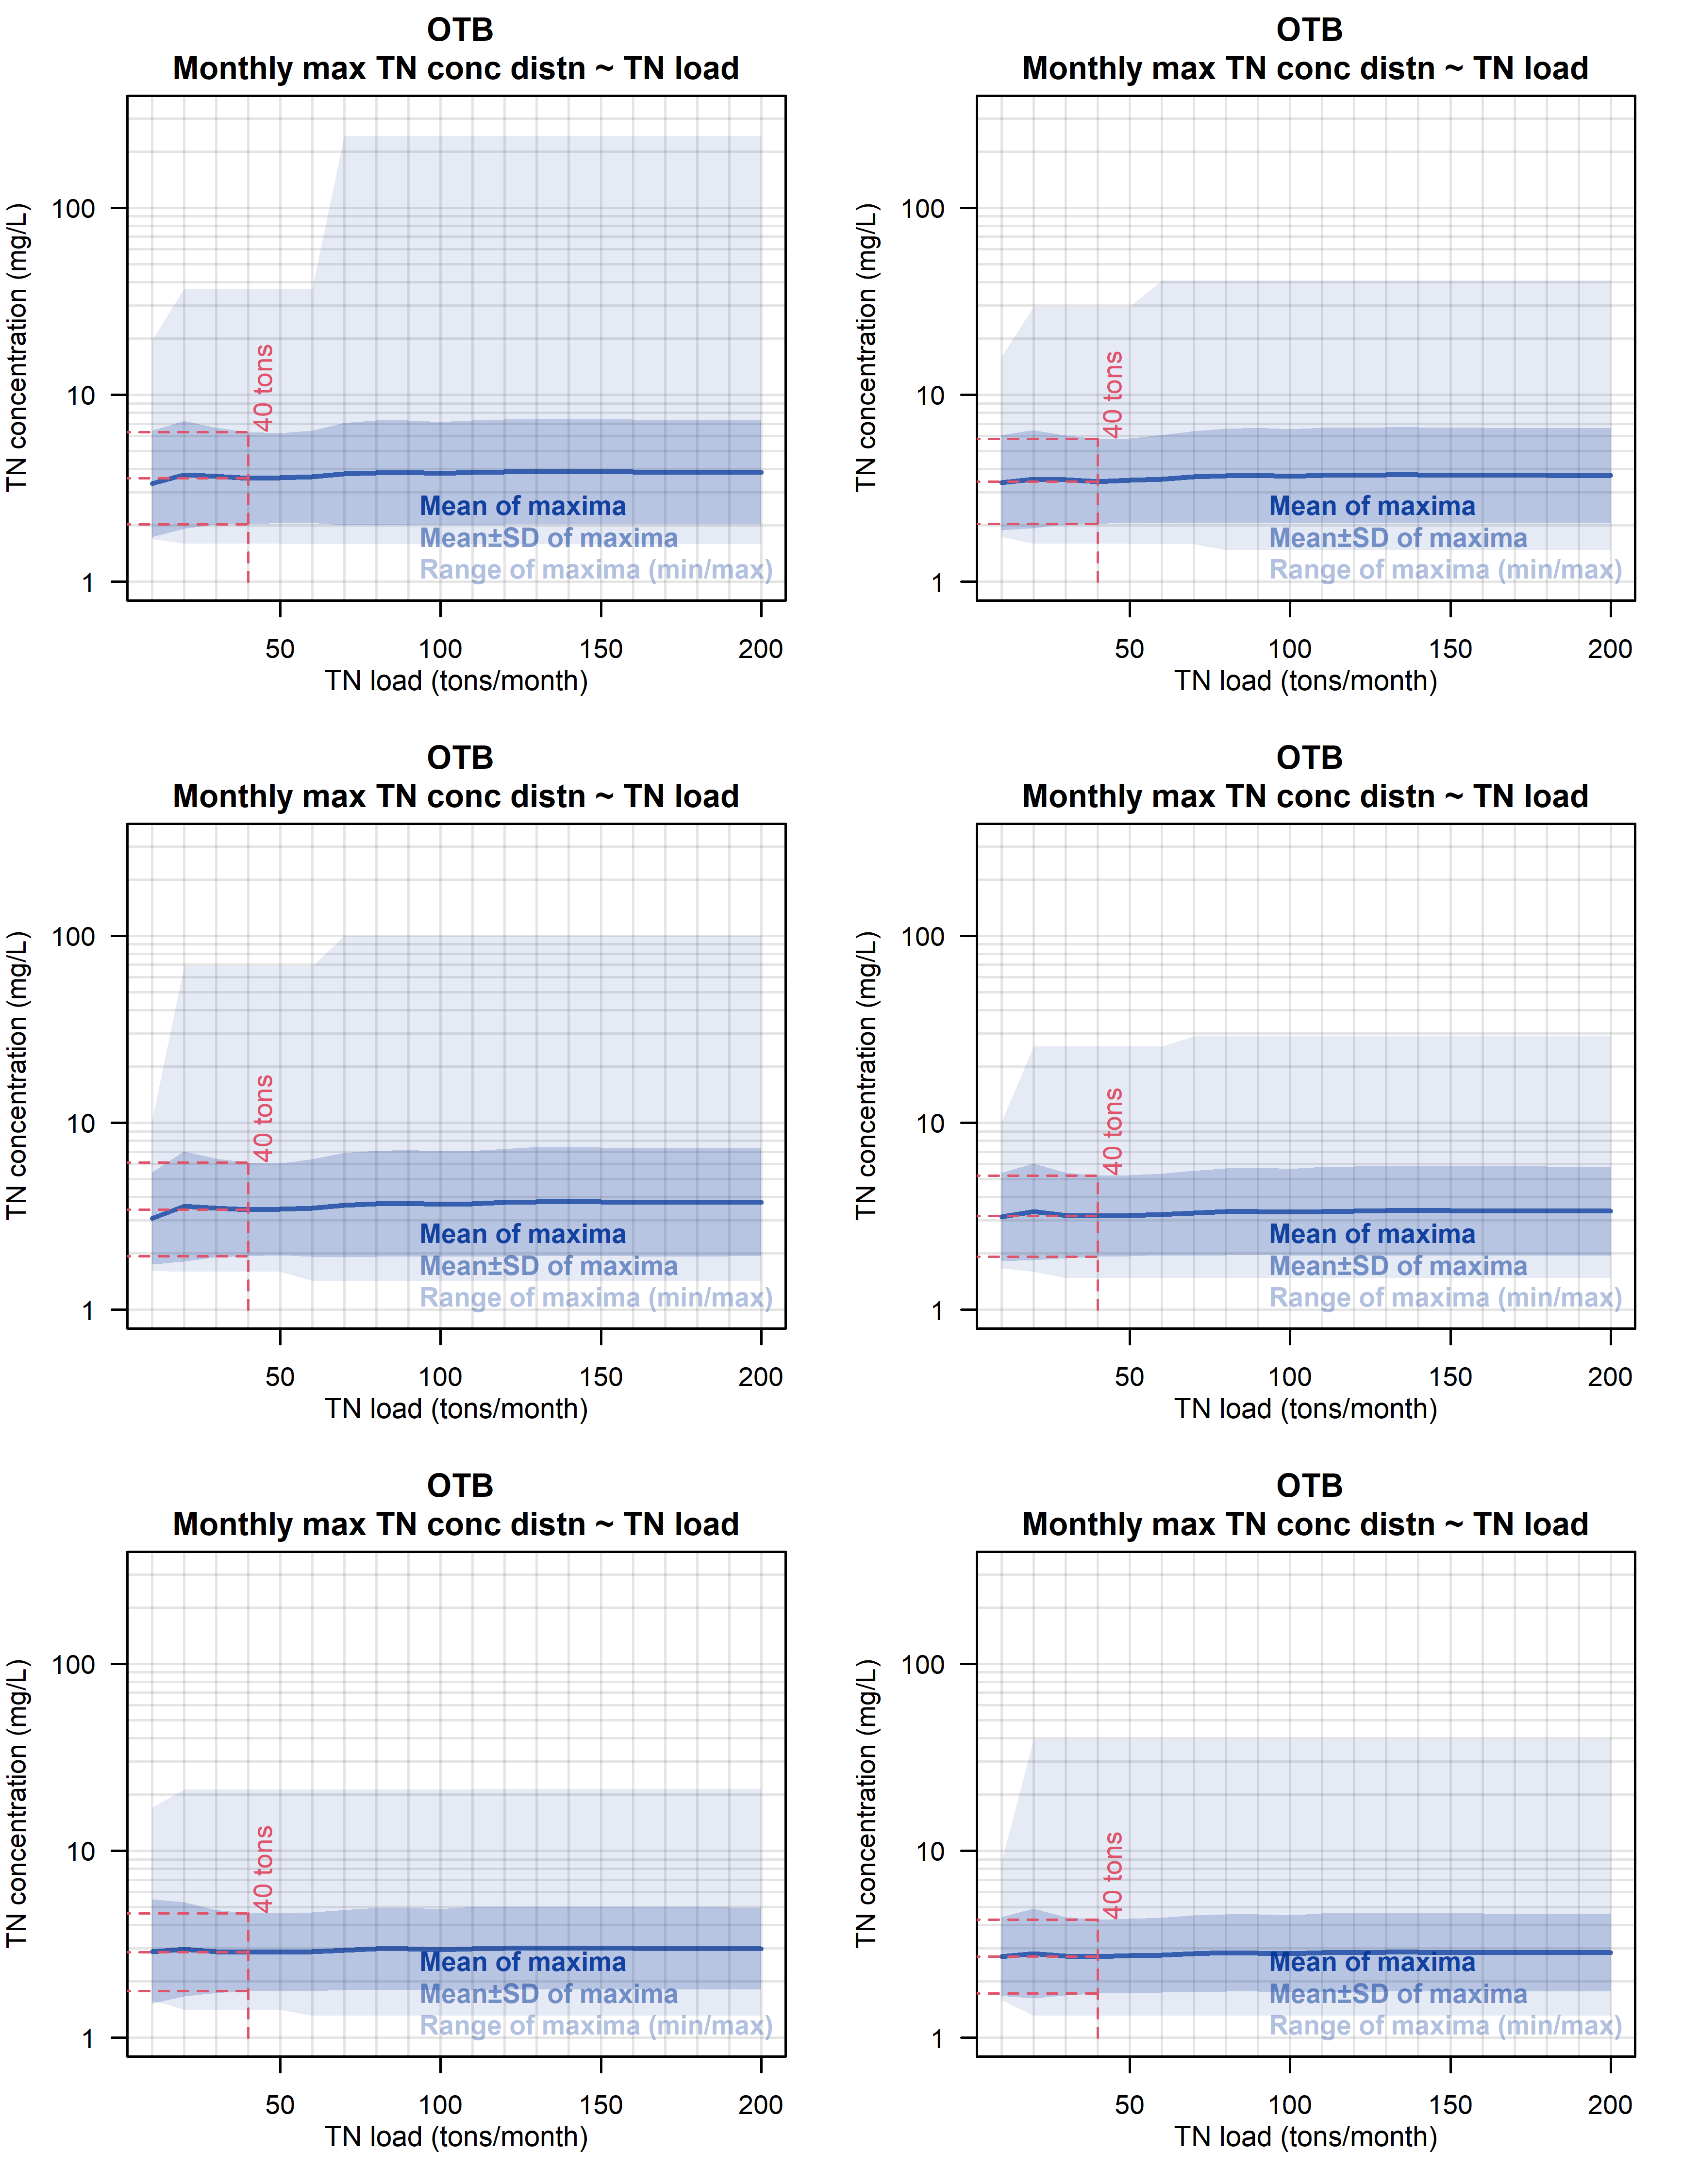 OTB
Monthly max TN conc distn ~ TN load
TN concentration (mg/L)
100
10
1
40 tons
Mean of maxima
Mean±SD of maxima
Range of maxima (min/max)
50
100
150
200
TN load (tons/month)
OTB
Monthly max TN conc distn ~ TN load
TN concentration (mg/L)
100
10
1
40 tons
Mean of maxima
Mean±SD of maxima
Range of maxima (min/max)
50
100
150
200
TN load (tons/month)
OTB
Monthly max TN conc distn ~ TN load
TN concentration (mg/L)
100
10
1
40 tons
Mean of maxima
Mean±SD of maxima
Range of maxima (min/max)
50
100
150
200
TN load (tons/month)
OTB
Monthly max TN conc distn ~ TN load
TN concentration (mg/L)
100
10
1
40 tons
Mean of maxima
Mean±SD of maxima
Range of maxima (min/max)
50
100
150
200
TN load (tons/month)
OTB
Monthly max TN conc distn ~ TN load
TN concentration (mg/L)
100
10
1
40 tons
Mean of maxima
Mean±SD of maxima
Range of maxima (min/max)
50
100
150
200
TN load (tons/month)
OTB
Monthly max TN conc distn ~ TN load
TN concentration (mg/L)
100
10
1
40 tons
Mean of maxima
Mean±SD of maxima
Range of maxima (min/max)
50
100
150
200
TN load (tons/month)